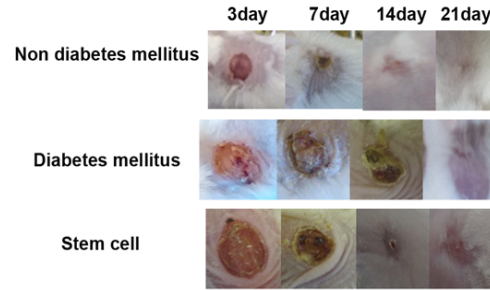 3day 7day 14day 21day
Non diabetes mellitus
Diabetes mellitus
Stem cell